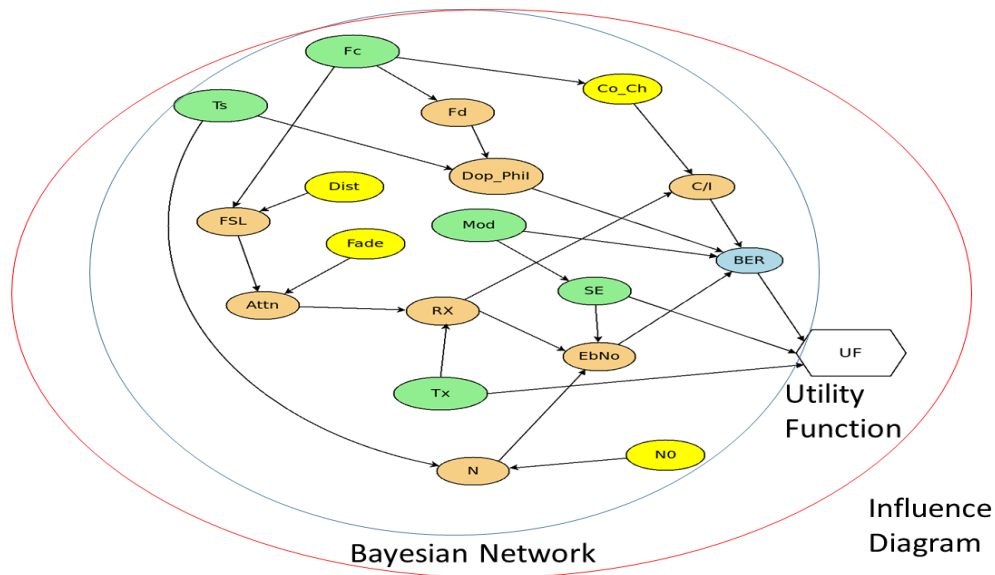 Fc
Co_Ch
Ts
Fd
Dop_Phil
Dist
C/I
FSL
Mod
Fade
BER
SE
Attn
RX
EbNo
UF
Tx
Utility
Function
N0
N
Influence
Diagram
Bayesian Network